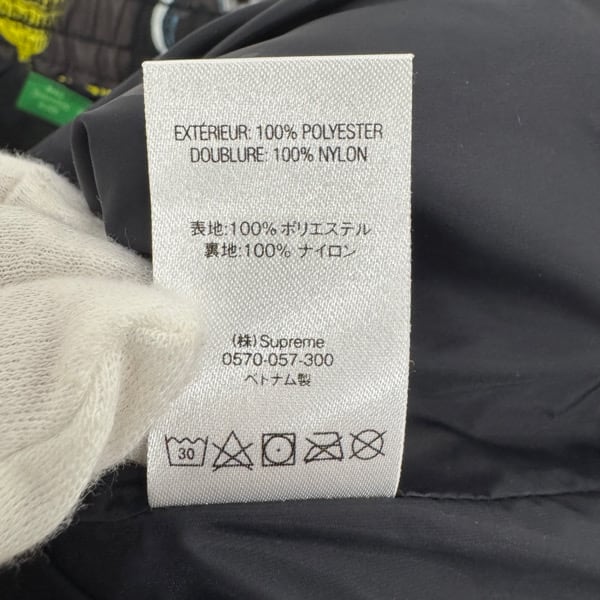 EXTÉRIEUR: 100% POLYESTER
DOUBLURE: 100% NYLON
表地:100% ポリエステル
裏地:100% ナイロン
(株)Supreme
0570-057-300
ベトナム製
30